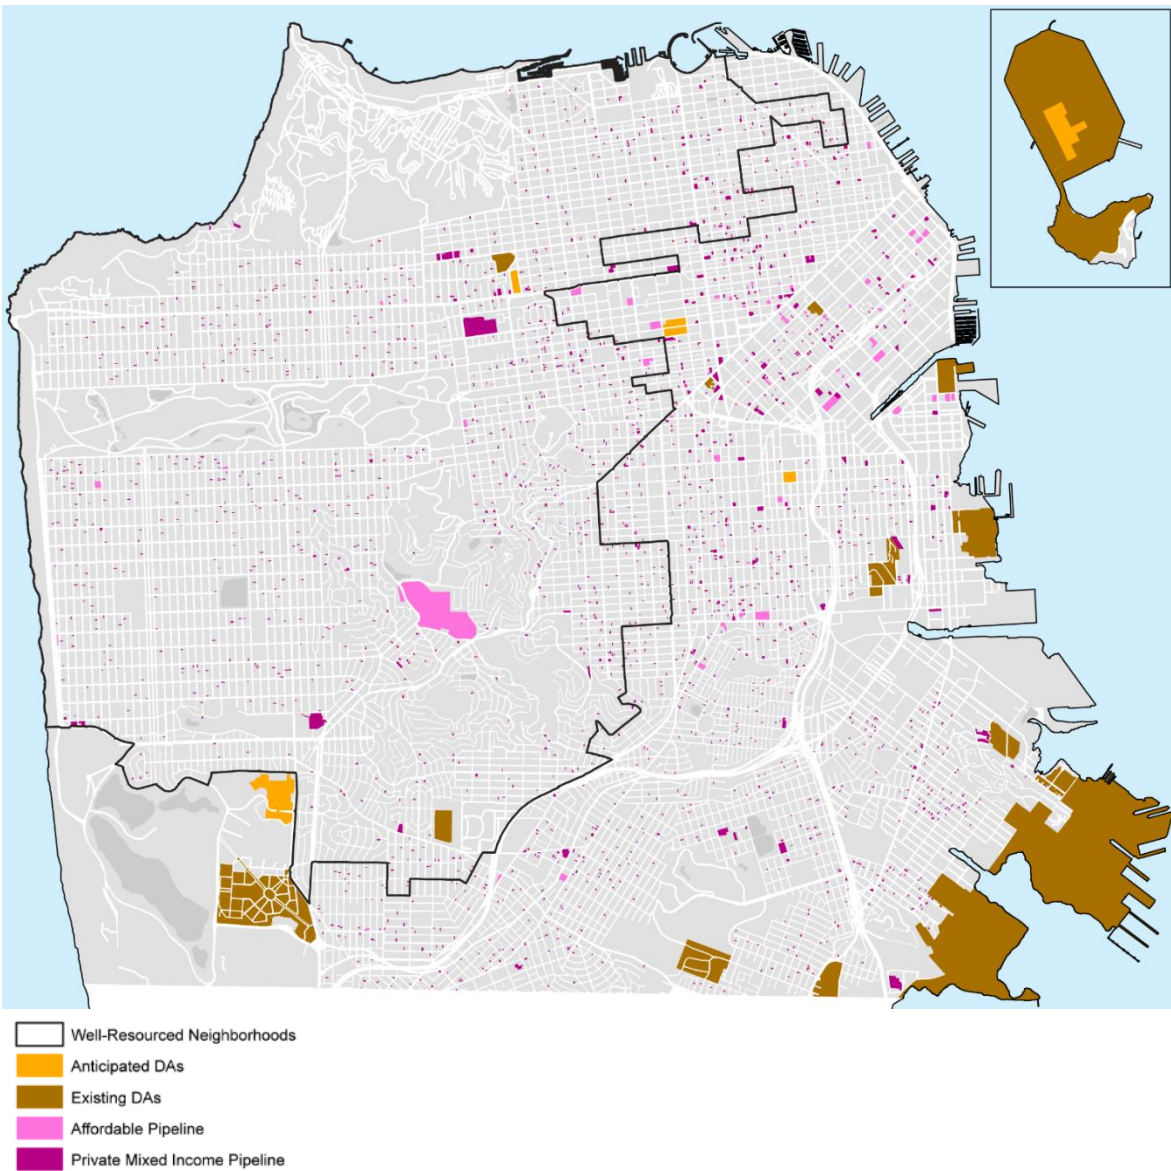 Well-Resourced Neighborhoods
Anticipated DAs
Existing DAs
Affordable Pipeline
Private Mixed Income Pipeline